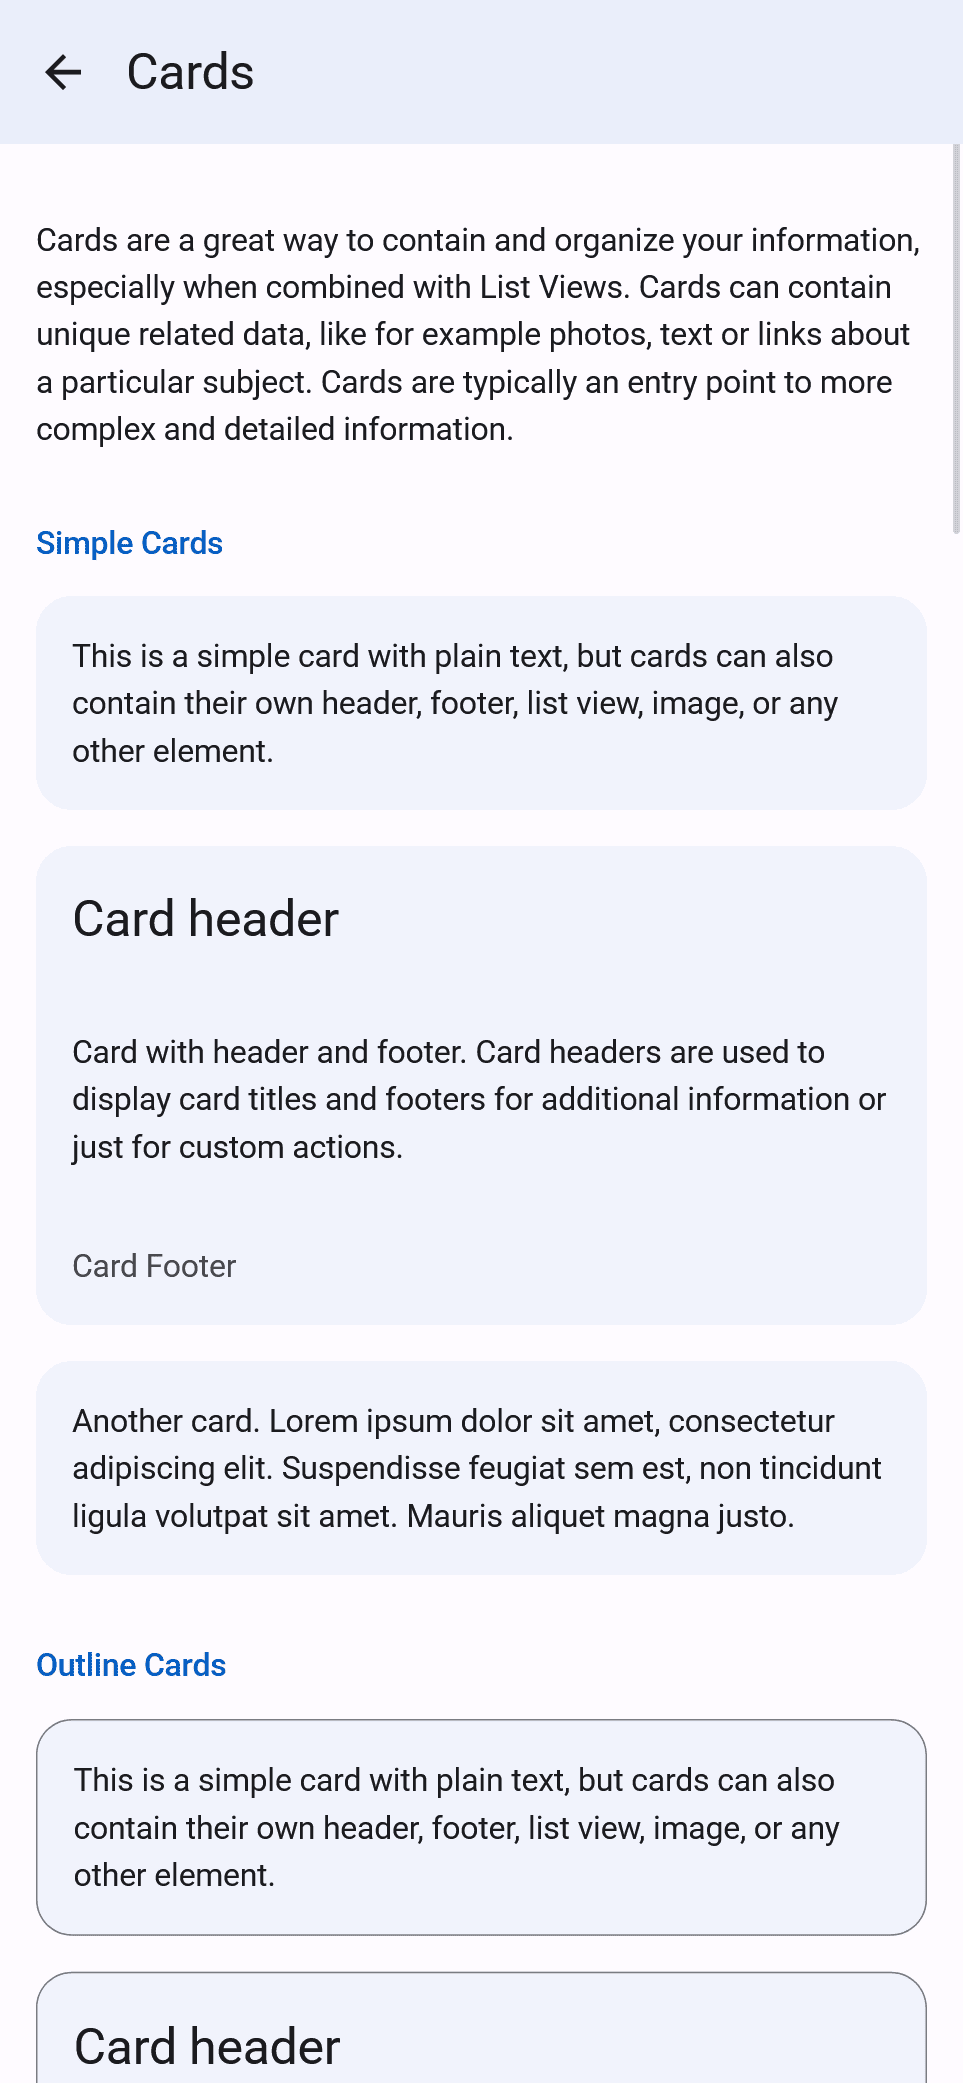 Cards
Cards are a great way to contain and organize your information,
especially when combined with List Views. Cards can contain
unique related data, like for example photos, text or links about
a particular subject. Cards are typically an entry point to more
complex and detailed information.
Simple Cards
This is a simple card with plain text, but cards can also
contain their own header, footer, list view, image, or any
other element.
Card header
Card with header and footer. Card headers are used to
display card titles and footers for additional information or
just for custom actions.
Card Footer
Another card. Lorem ipsum dolor sit amet, consectetur
adipiscing elit. Suspendisse feugiat sem est, non tincidunt
ligula volutpat sit amet. Mauris aliquet magna justo.
Outline Cards
This is a simple card with plain text, but cards can also
contain their own header, footer, list view, image, or any
other element.
Card header